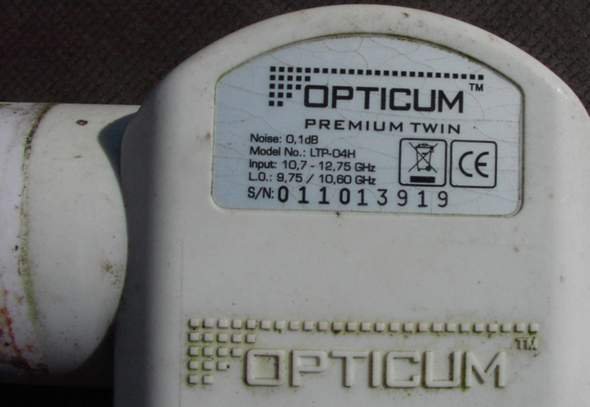 OPTICUM™
PREMIUM TWIN
Noise: 0,1dB
Model No.: LTP-04H
Input: 10,7 - 12,75 GHz
L.O.: 9,75 / 10,60 GHz
S/N: 011013919
CE
OPTICUM™